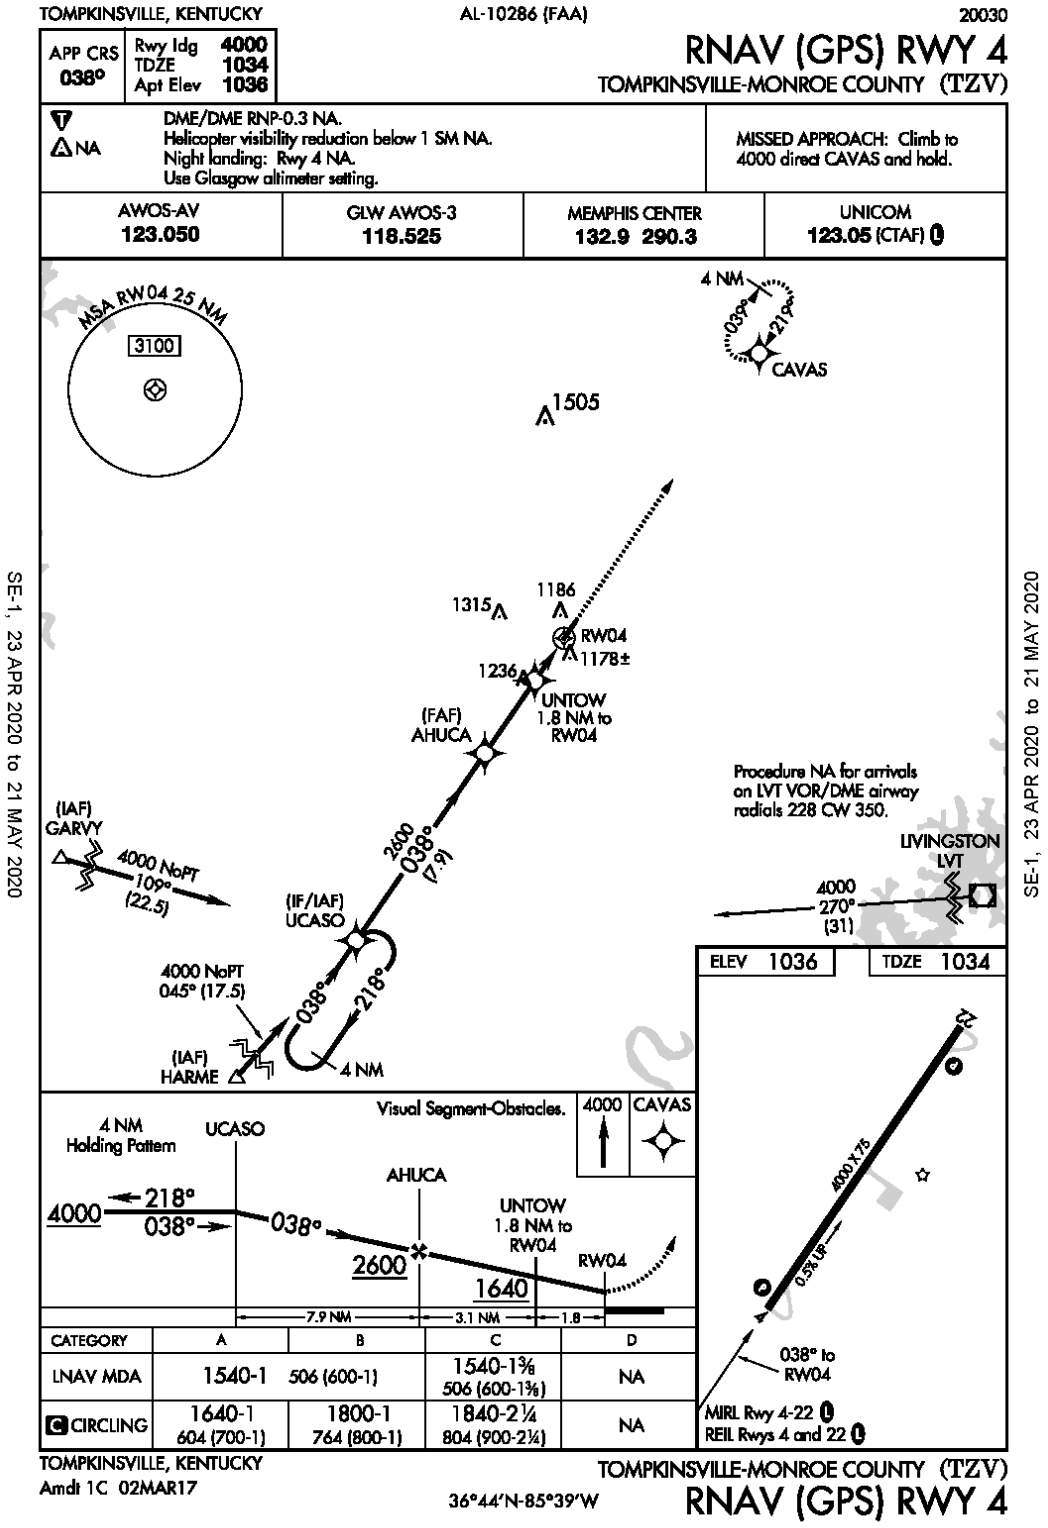 TOMPKINSVILLE, KENTUCKY
AL-10286 (FAA)
20030
APP CRS
038°
Rwy ldg 4000
TDZE 1034
Apt Elev 1036
RNAV (GPS) RWY 4
TOMPKINSVILLE-MONROE COUNTY (TZV)
T
A NA
DME/DME RNP-0.3 NA.
Helicopter visibility reduction below 1 SM NA.
Night landing: Rwy 4 NA.
Use Glasgow altimeter setting.
MISSED APPROACH: Climb to
4000 direct CAVAS and hold.
AWOS-AV
123.050
GLW AWOS-3
118.525
MEMPHIS CENTER
132.9 290.3
UNICOM
123.05 (CTAF) L
MSA RW04 25 NM
3100
4 NM
039°
219°
CAVAS
1505
1315
1186
RW04
1178±
1236
UNTOW
1.8 NM to
RW04
(FAF)
AHUCA
2600
038°
(7.9)
Procedure NA for arrivals
on LVT VOR/DME airway
radials 228 CW 350.
LIVINGSTON
LVT
4000
270°
(31)
(IAF)
GARVY
4000 NoPT
109°
(22.5)
(IF/IAF)
UCASO
4000 NoPT
045° (17.5)
038°
218°
4 NM
(IAF)
HARME
SE-1, 23 APR 2020 to 21 MAY 2020
SE-1, 23 APR 2020 to 21 MAY 2020
ELEV 1036
TDZE 1034
22
4000 X 75
0.5% UP
038° to
RW04
MIRL Rwy 4-22 L
REIL Rwys 4 and 22 L
Visual Segment-Obstacles.
4000
CAVAS
4 NM
Holding Pattern
UCASO
AHUCA
UNTOW
1.8 NM to
RW04
RW04
4000
218°
038°
038°
2600
1640
7.9 NM
3.1 NM
1.8
CATEGORY A B C D
LNAV MDA 1540-1 506 (600-1) 1540-1⅜ 506 (600-1⅜) NA
C CIRCLING 1640-1 604 (700-1) 1800-1 764 (800-1) 1840-2¼ 804 (900-2¼) NA
TOMPKINSVILLE, KENTUCKY
Amdt 1C 02MAR17
36°44'N-85°39'W
TOMPKINSVILLE-MONROE COUNTY (TZV)
RNAV (GPS) RWY 4